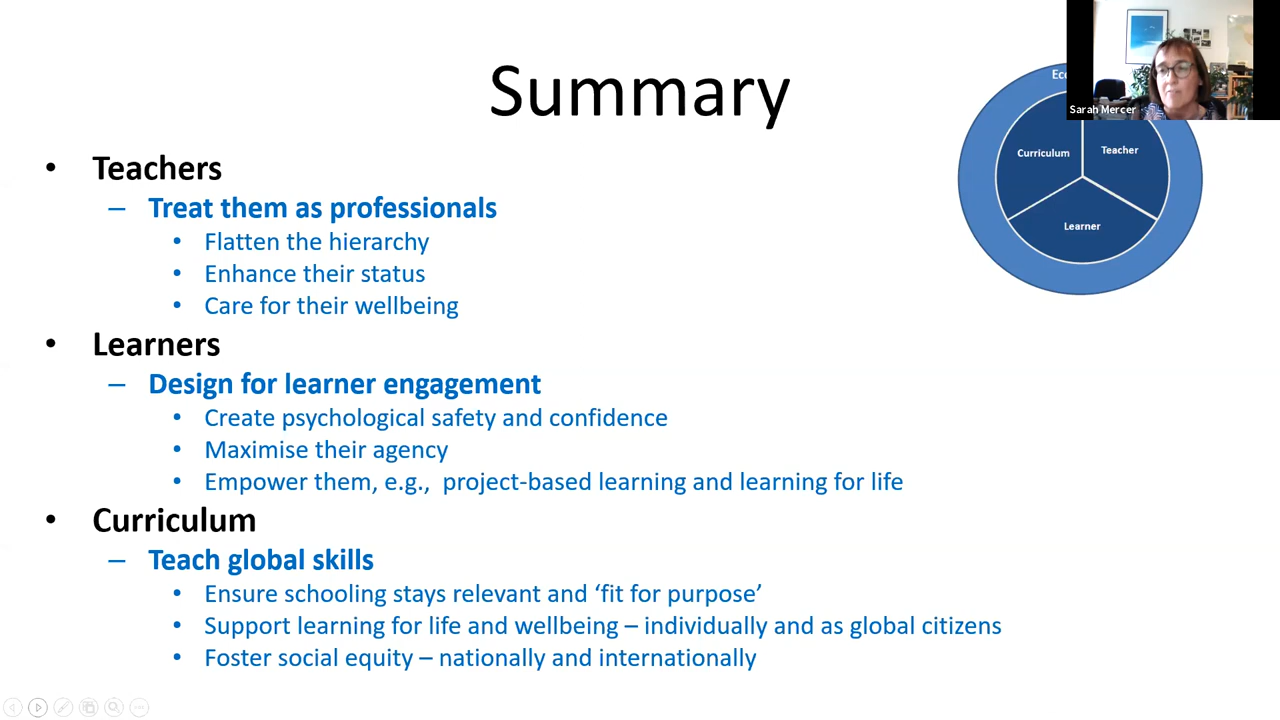 Summary
• Teachers
– Treat them as professionals
• Flatten the hierarchy
• Enhance their status
• Care for their wellbeing
• Learners
– Design for learner engagement
• Create psychological safety and confidence
• Maximise their agency
• Empower them, e.g., project-based learning and learning for life
• Curriculum
– Teach global skills
• Ensure schooling stays relevant and ‘fit for purpose’
• Support learning for life and wellbeing – individually and as global citizens
• Foster social equity – nationally and internationally
Sarah Mercer
Curriculum
Teacher
Learner